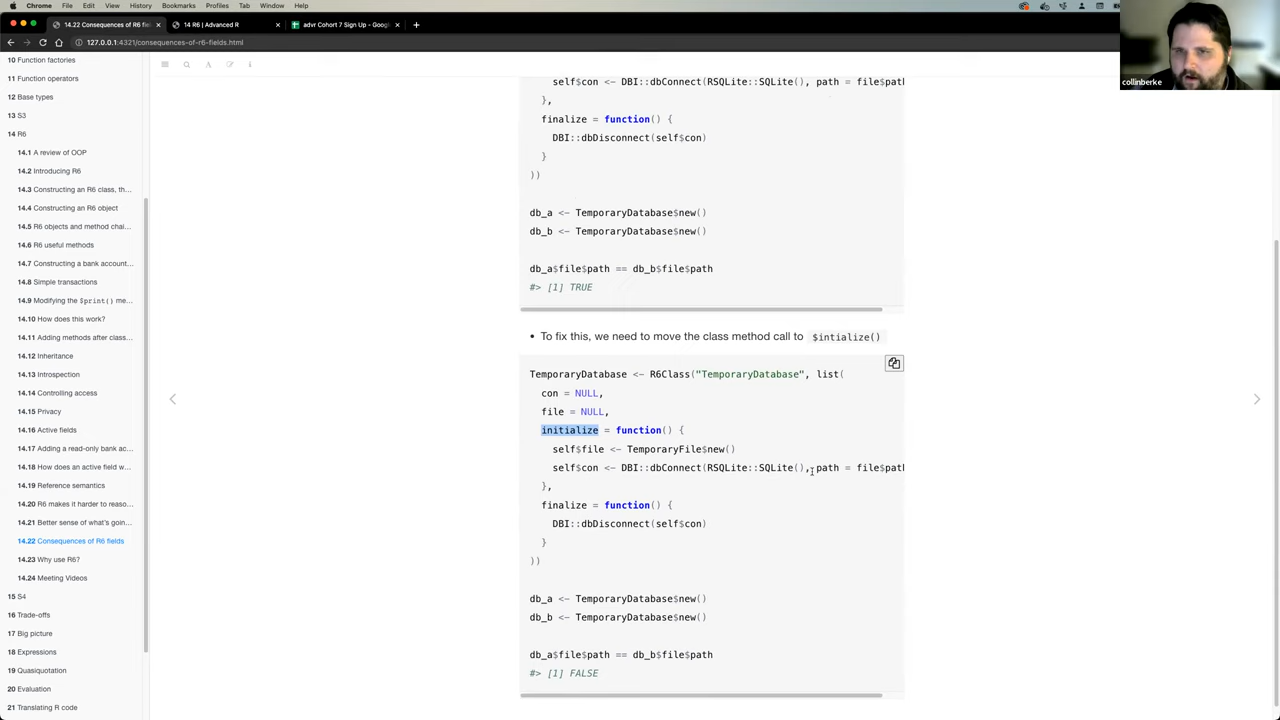 Chrome File Edit View History Bookmarks Profiles Tab Window Help
14.22 Consequences of R6 fiel
14 R6 | Advanced R
advr Cohort 7 Sign Up - Goog
127.0.0.1:4321/consequences-of-r6-fields.html
collinberke
10 Function factories
11 Function operators
12 Base types
13 S3
14 R6
14.1 A review of OOP
14.2 Introducing R6
14.3 Constructing an R6 class, th…
14.4 Constructing an R6 object
14.5 R6 objects and method chai…
14.6 R6 useful methods
14.7 Constructing a bank account…
14.8 Simple transactions
14.9 Modifying the $print() me…
14.10 How does this work?
14.11 Adding methods after class…
14.12 Inheritance
14.13 Introspection
14.14 Controlling access
14.15 Privacy
14.16 Active fields
14.17 Adding a read-only bank ac…
14.18 How does an active field w…
14.19 Reference semantics
14.20 R6 makes it harder to reaso…
14.21 Better sense of what's goin…
14.22 Consequences of R6 fields
14.23 Why use R6?
14.24 Meeting Videos
15 S4
16 Trade-offs
17 Big picture
18 Expressions
19 Quasiquotation
20 Evaluation
21 Translating R code
self$con <- DBI::dbConnect(RSQLite::SQLite(), path = file$path
},
finalize = function() {
DBI::dbDisconnect(self$con)
}
))
db_a <- TemporaryDatabase$new()
db_b <- TemporaryDatabase$new()
db_a$file$path == db_b$file$path
#> [1] TRUE
• To fix this, we need to move the class method call to $intialize()
TemporaryDatabase <- R6Class("TemporaryDatabase", list(
con = NULL,
file = NULL,
initialize = function() {
self$file <- TemporaryFile$new()
self$con <- DBI::dbConnect(RSQLite::SQLite(), path = file$path
},
finalize = function() {
DBI::dbDisconnect(self$con)
}
))
db_a <- TemporaryDatabase$new()
db_b <- TemporaryDatabase$new()
db_a$file$path == db_b$file$path
#> [1] FALSE